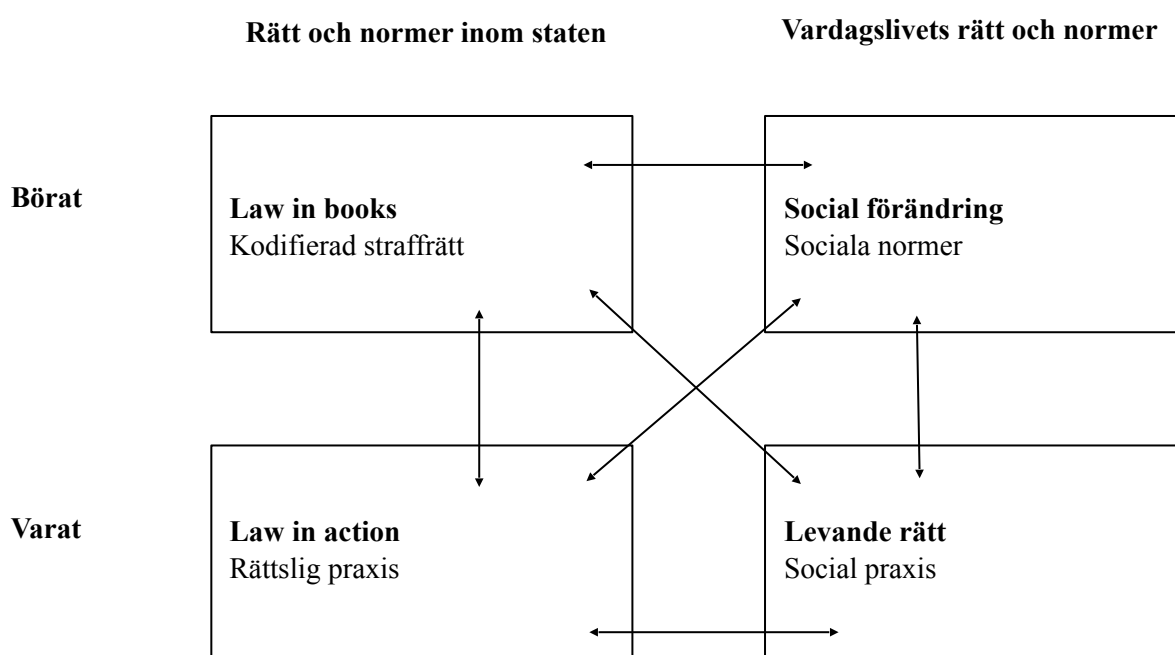 Rätt och normer inom staten
Vardagslivets rätt och normer
Börat
Law in books
Kodifierad straffrätt
Social förändring
Sociala normer
Varat
Law in action
Rättslig praxis
Levande rätt
Social praxis